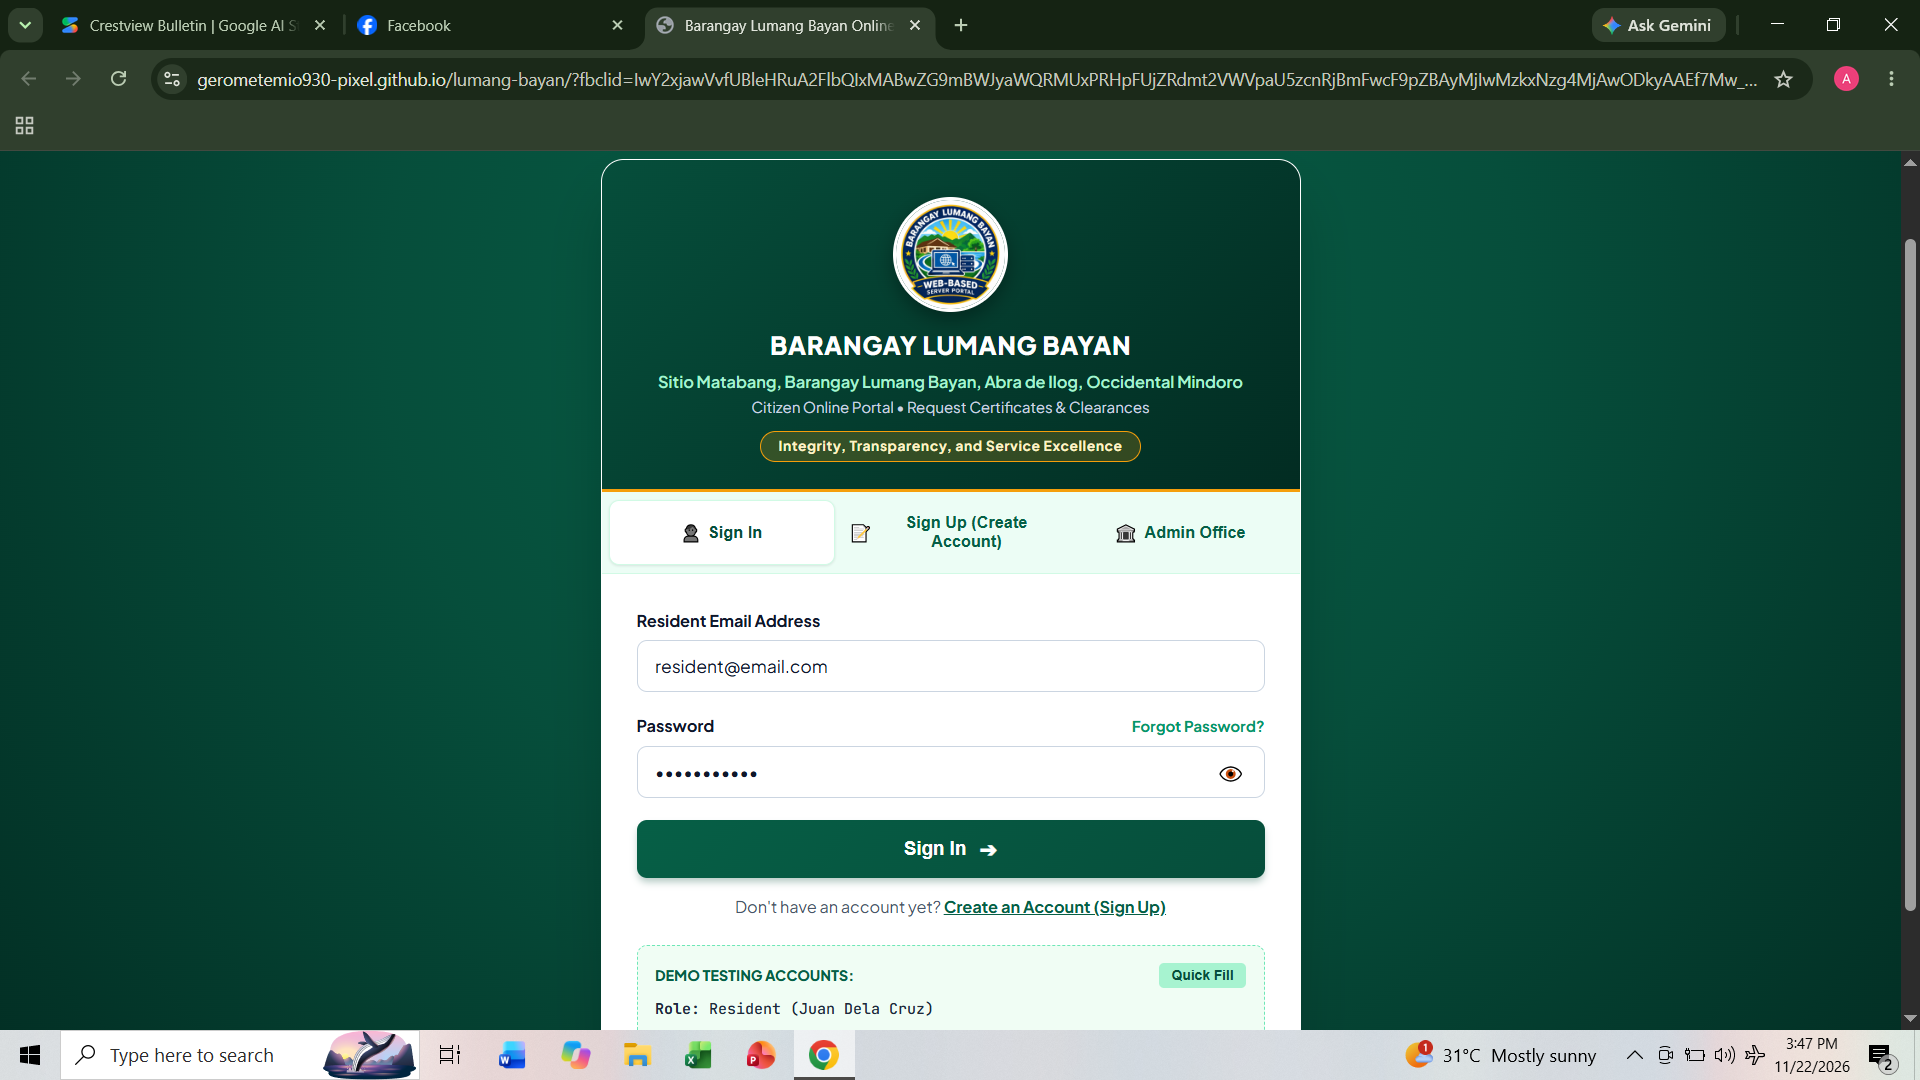 Crestview Bulletin | Google AI S
Facebook
Barangay Lumang Bayan Online
Ask Gemini
gerometemio930-pixel.github.io/lumang-bayan/?fbclid=IwY2xjawVvfUBleHRuA2FlbQIxMABwZG9mBWJyaWQRMUxPRHpFUjZRdmt2VWVpaU5zcnRjBmFwcF9pZBAyMjIwMzkxNzg4MjAwODkyAAEf7Mw_...
A
BARANGAY LUMANG BAYAN
WEB-BASED
SERVER PORTAL
BARANGAY LUMANG BAYAN
Sitio Matabang, Barangay Lumang Bayan, Abra de Ilog, Occidental Mindoro
Citizen Online Portal • Request Certificates & Clearances
Integrity, Transparency, and Service Excellence
Sign In
Sign Up (Create
Account)
Admin Office
Resident Email Address
resident@email.com
Password
Forgot Password?
•••••••••••
Sign In ➔
Don't have an account yet? Create an Account (Sign Up)
DEMO TESTING ACCOUNTS:
Quick Fill
Role: Resident (Juan Dela Cruz)
Type here to search
1
31°C Mostly sunny
3:47 PM
11/22/2026
2